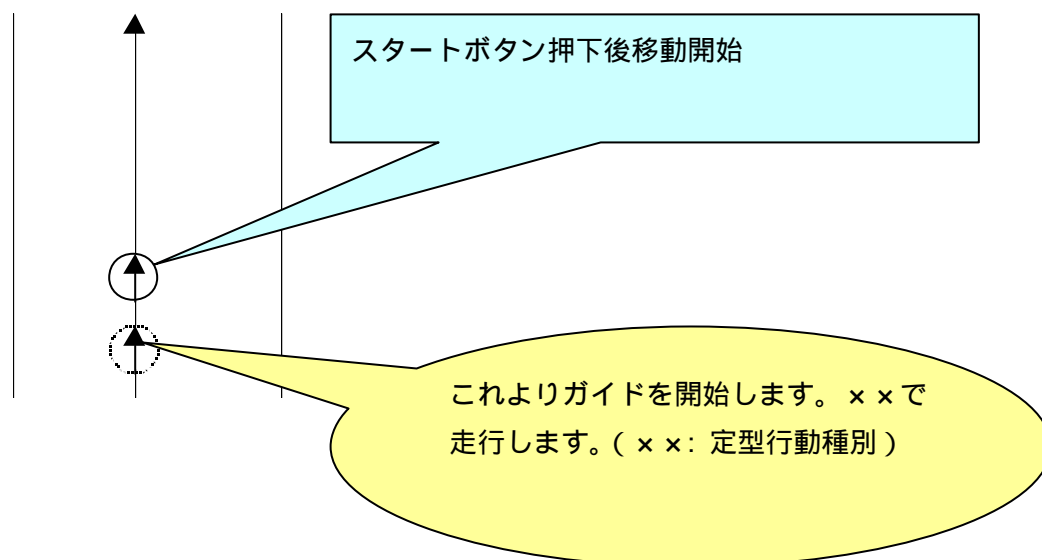 スタートボタン押下後移動開始
これよりガイドを開始します。××で
走行します。(××: 定型行動種別)